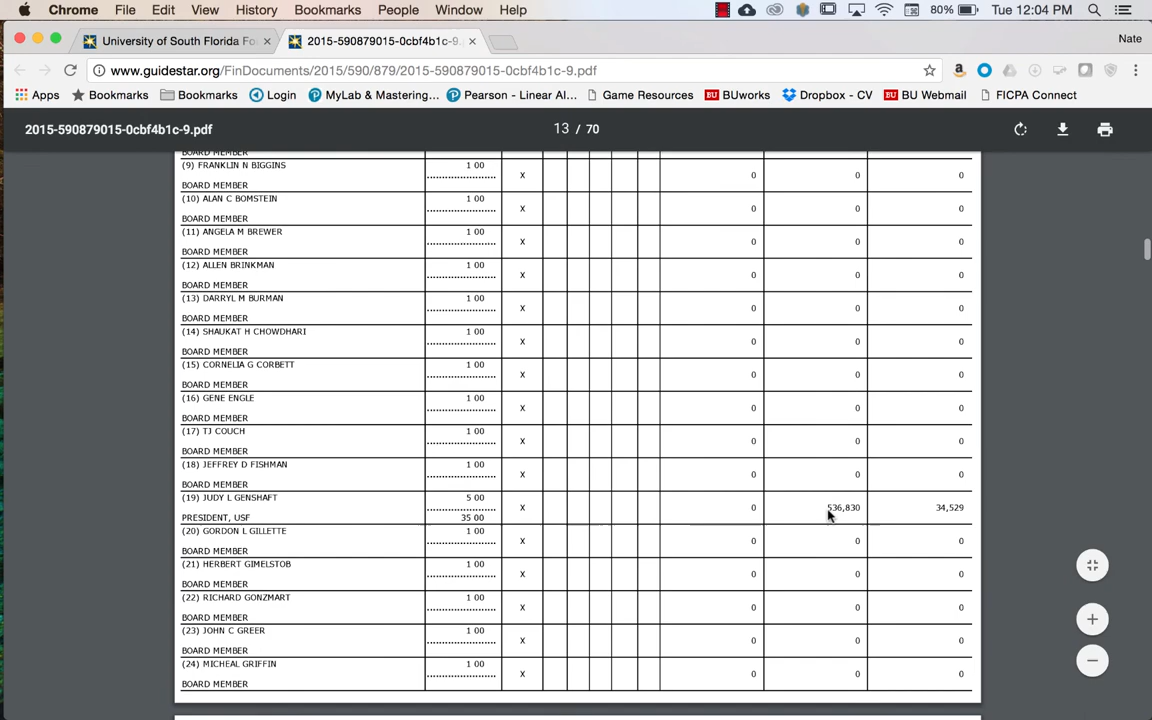 Chrome File Edit View History Bookmarks People Window Help 80% Tue 12:04 PM
University of South Florida Fo × 2015-590879015-0cbf4b1c-9. × Nate
www.guidestar.org/FinDocuments/2015/590/879/2015-590879015-0cbf4b1c-9.pdf
Apps Bookmarks Bookmarks Login MyLab & Mastering... Pearson - Linear Al... Game Resources BUworks Dropbox - CV BU Webmail FICPA Connect
2015-590879015-0cbf4b1c-9.pdf 13 / 70
BOARD MEMBER
(9) FRANKLIN N BIGGINS 1 00
X 0 0 0
BOARD MEMBER
(10) ALAN C BOMSTEIN 1 00
X 0 0 0
BOARD MEMBER
(11) ANGELA M BREWER 1 00
X 0 0 0
BOARD MEMBER
(12) ALLEN BRINKMAN 1 00
X 0 0 0
BOARD MEMBER
(13) DARRYL M BURMAN 1 00
X 0 0 0
BOARD MEMBER
(14) SHAUKAT H CHOWDHARI 1 00
X 0 0 0
BOARD MEMBER
(15) CORNELIA G CORBETT 1 00
X 0 0 0
BOARD MEMBER
(16) GENE ENGLE 1 00
X 0 0 0
BOARD MEMBER
(17) TJ COUCH 1 00
X 0 0 0
BOARD MEMBER
(18) JEFFREY D FISHMAN 1 00
X 0 0 0
BOARD MEMBER
(19) JUDY L GENSHAFT 5 00
X 0 536,830 34,529
PRESIDENT, USF 35 00
(20) GORDON L GILLETTE 1 00
X 0 0 0
BOARD MEMBER
(21) HERBERT GIMELSTOB 1 00
X 0 0 0
BOARD MEMBER
(22) RICHARD GONZMART 1 00
X 0 0 0
BOARD MEMBER
(23) JOHN C GREER 1 00
X 0 0 0
BOARD MEMBER
(24) MICHEAL GRIFFIN 1 00
X 0 0 0
BOARD MEMBER